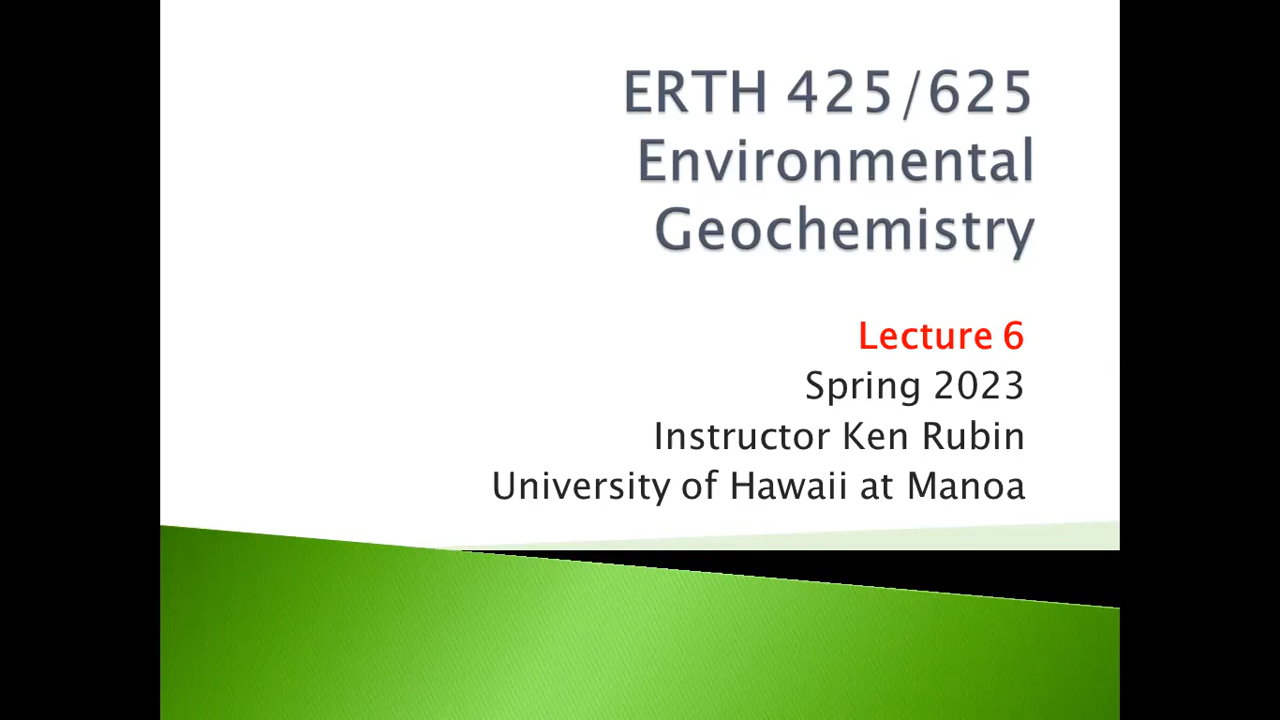 ERTH 425/625
Environmental
Geochemistry
Lecture 6
Spring 2023
Instructor Ken Rubin
University of Hawaii at Manoa